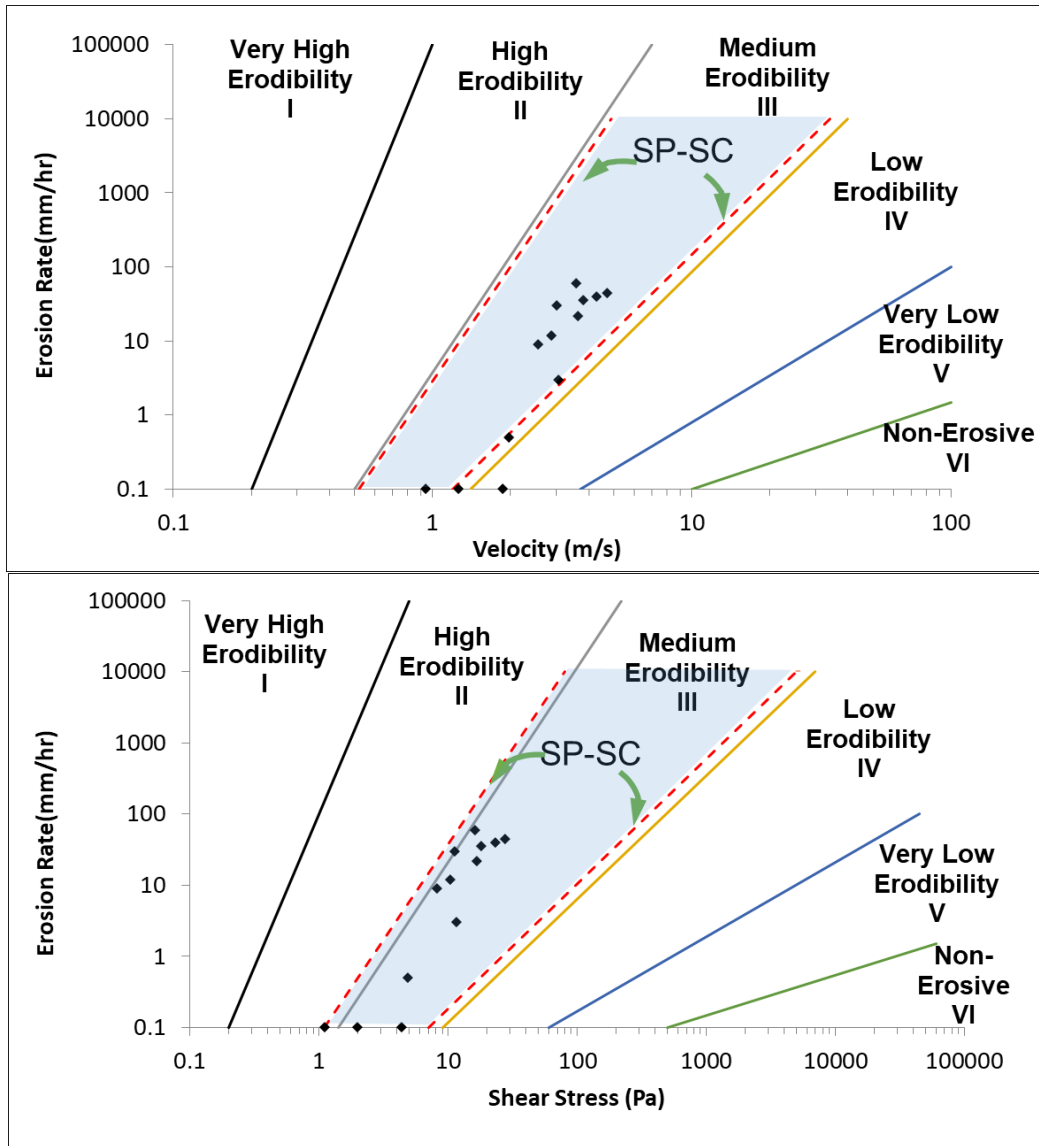 100000
10000
1000
100
10
1
0.1
Erosion Rate(mm/hr)
Very High
Erodibility
I
High
Erodibility
II
Medium
Erodibility
III
SP-SC
Low
Erodibility
IV
Very Low
Erodibility
V
Non-Erosive
VI
0.1 1 10 100
Velocity (m/s)
100000
10000
1000
100
10
1
0.1
Erosion Rate(mm/hr)
Very High
Erodibility
I
High
Erodibility
II
Medium
Erodibility
III
SP-SC
Low
Erodibility
IV
Very Low
Erodibility
V
Non-
Erosive
VI
0.1 1 10 100 1000 10000 100000
Shear Stress (Pa)